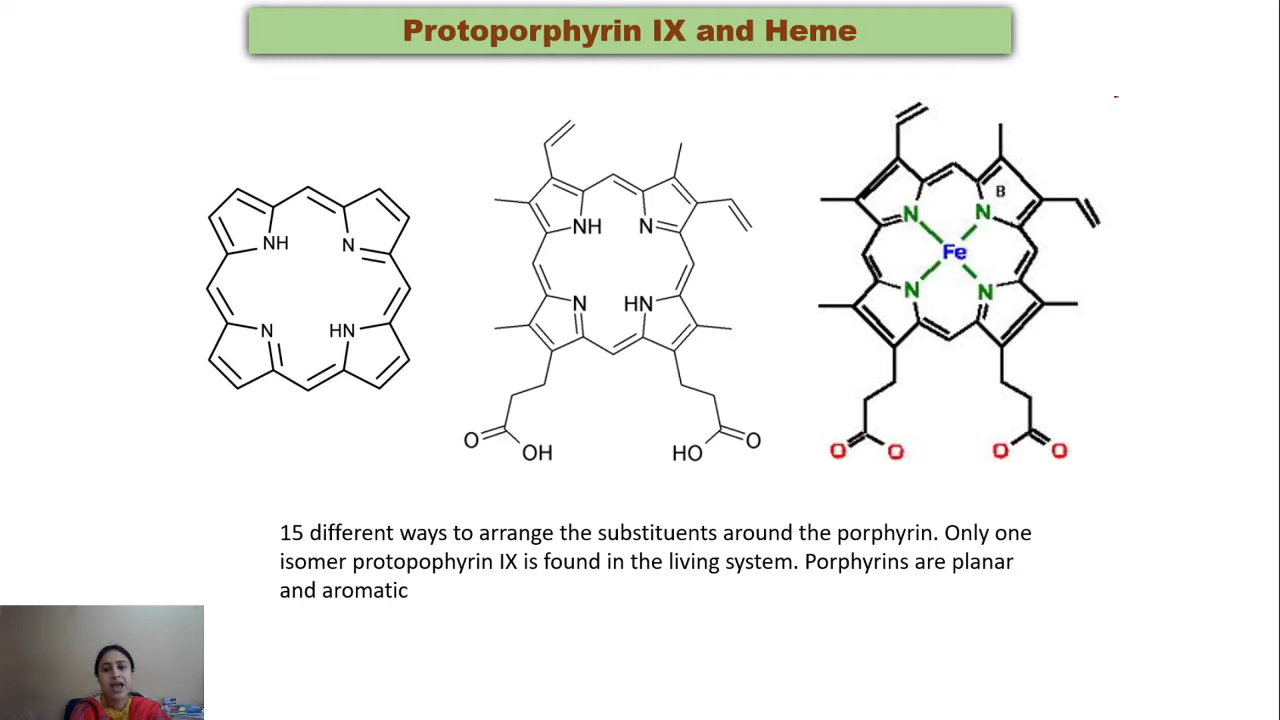 Protoporphyrin IX and Heme
NH
N
N
HN
NH
N
N
HN
O
OH
HO
O
B
N
N
Fe
N
N
O
O
O
O
15 different ways to arrange the substituents around the porphyrin. Only one
isomer protopophyrin IX is found in the living system. Porphyrins are planar
and aromatic